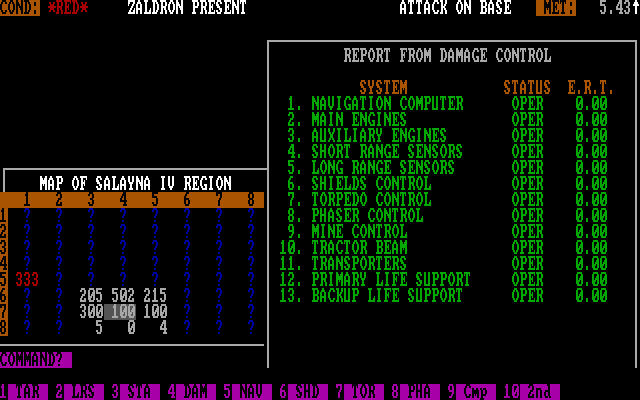 COND: *RED* ZALDRON PRESENT ATTACK ON BASE MET: 5.43↑
REPORT FROM DAMAGE CONTROL
SYSTEM STATUS E.R.T.
1. NAVIGATION COMPUTER OPER 0.00
2. MAIN ENGINES OPER 0.00
3. AUXILIARY ENGINES OPER 0.00
4. SHORT RANGE SENSORS OPER 0.00
5. LONG RANGE SENSORS OPER 0.00
6. SHIELDS CONTROL OPER 0.00
7. TORPEDO CONTROL OPER 0.00
8. PHASER CONTROL OPER 0.00
9. MINE CONTROL OPER 0.00
10. TRACTOR BEAM OPER 0.00
11. TRANSPORTERS OPER 0.00
12. PRIMARY LIFE SUPPORT OPER 0.00
13. BACKUP LIFE SUPPORT OPER 0.00
MAP OF SALAYNA IV REGION
1 2 3 4 5 6 7 8
1 ? ? ? ? ? ? ? ?
2 ? ? ? ? ? ? ? ?
3 ? ? ? ? ? ? ? ?
4 ? ? ? ? ? ? ? ?
5 333 ? ? ? ? ? ? ?
6 ? ? 205 502 215 ? ? ?
7 ? ? 300 100 100 ? ? ?
8 ? ? 5 0 4 ? ? ?
COMMAND?
1 TAR 2 LRS 3 STA 4 DAM 5 NAV 6 SHD 7 TOR 8 PHA 9 Cmp 10 2nd